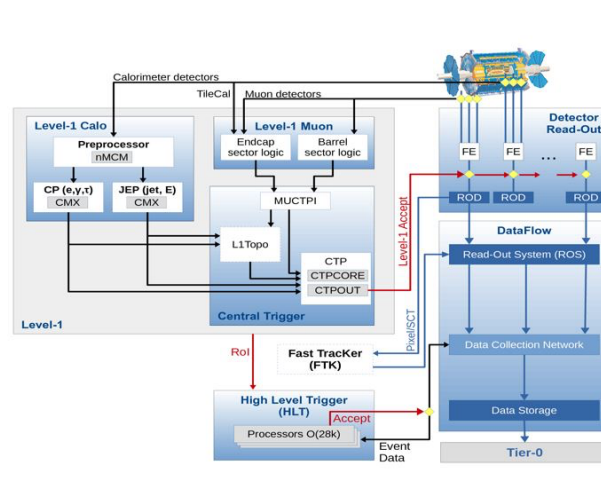 Calorimeter detectors
TileCal
Muon detectors
Level-1 Calo
Preprocessor
nMCM
CP (e,γ,τ)
CMX
JEP (jet, E)
CMX
Level-1 Muon
Endcap
sector logic
Barrel
sector logic
MUCTPI
L1Topo
CTP
CTPCORE
CTPOUT
Central Trigger
Level-1
Level-1 Accept
Detector
Read-Out
FE
FE
...
FE
ROD
ROD
ROD
DataFlow
Read-Out System (ROS)
Data Collection Network
Data Storage
Tier-0
Pixel/SCT
RoI
Fast TracKer
(FTK)
High Level Trigger
(HLT)
Accept
Processors O(28k)
Event
Data